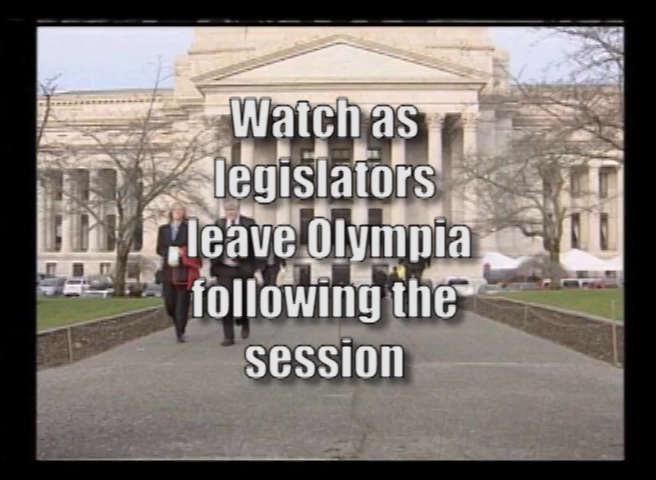 Watch as
legislators
leave Olympia
following the
session